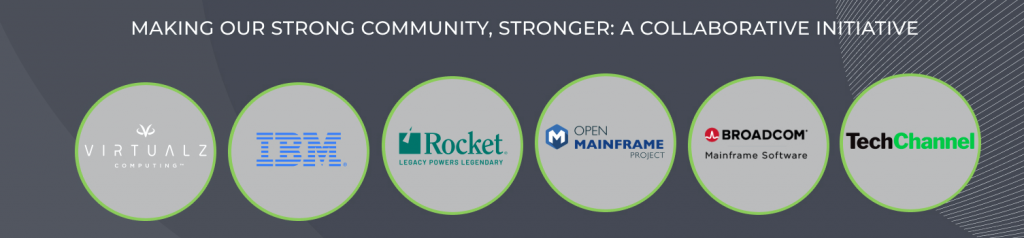 MAKING OUR STRONG COMMUNITY, STRONGER: A COLLABORATIVE INITIATIVE
VIRTUALZ
COMPUTING™
IBM®
Rocket®
LEGACY POWERS LEGENDARY
OPEN
MAINFRAME
PROJECT
BROADCOM®
Mainframe Software
TechChannel